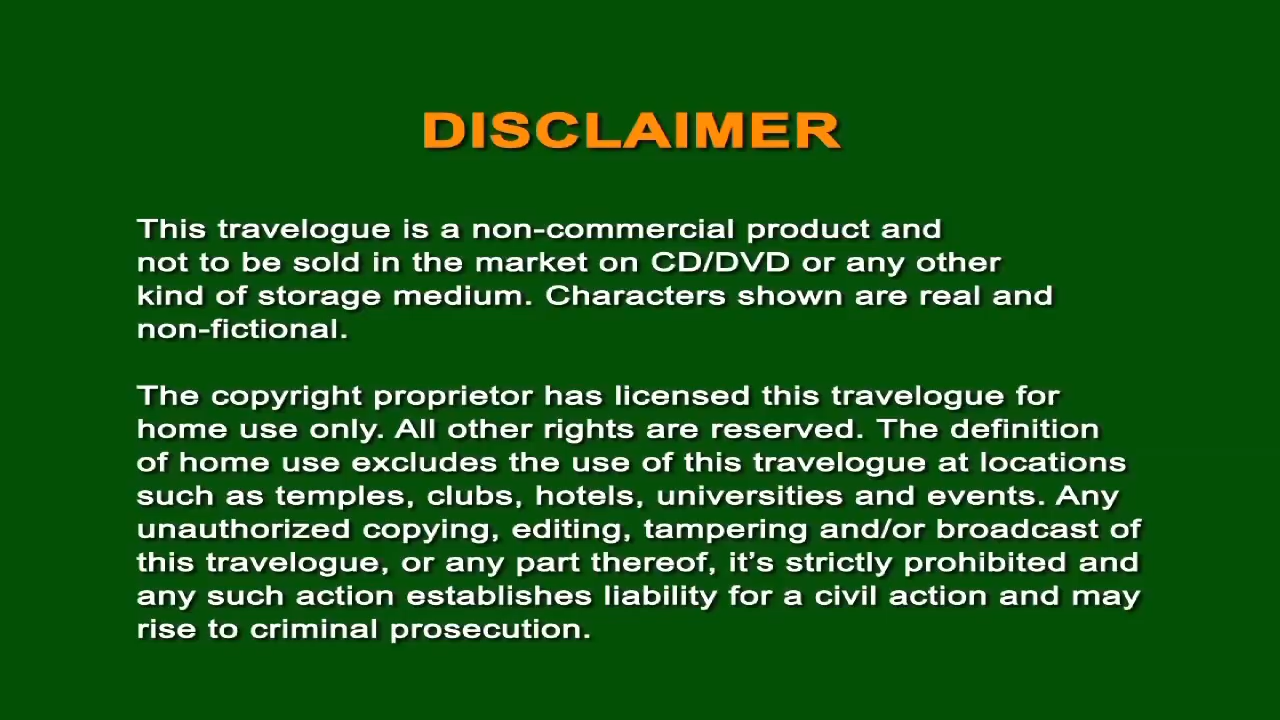 DISCLAIMER
This travelogue is a non-commercial product and
not to be sold in the market on CD/DVD or any other
kind of storage medium. Characters shown are real and
non-fictional.
The copyright proprietor has licensed this travelogue for
home use only. All other rights are reserved. The definition
of home use excludes the use of this travelogue at locations
such as temples, clubs, hotels, universities and events. Any
unauthorized copying, editing, tampering and/or broadcast of
this travelogue, or any part thereof, it’s strictly prohibited and
any such action establishes liability for a civil action and may
rise to criminal prosecution.